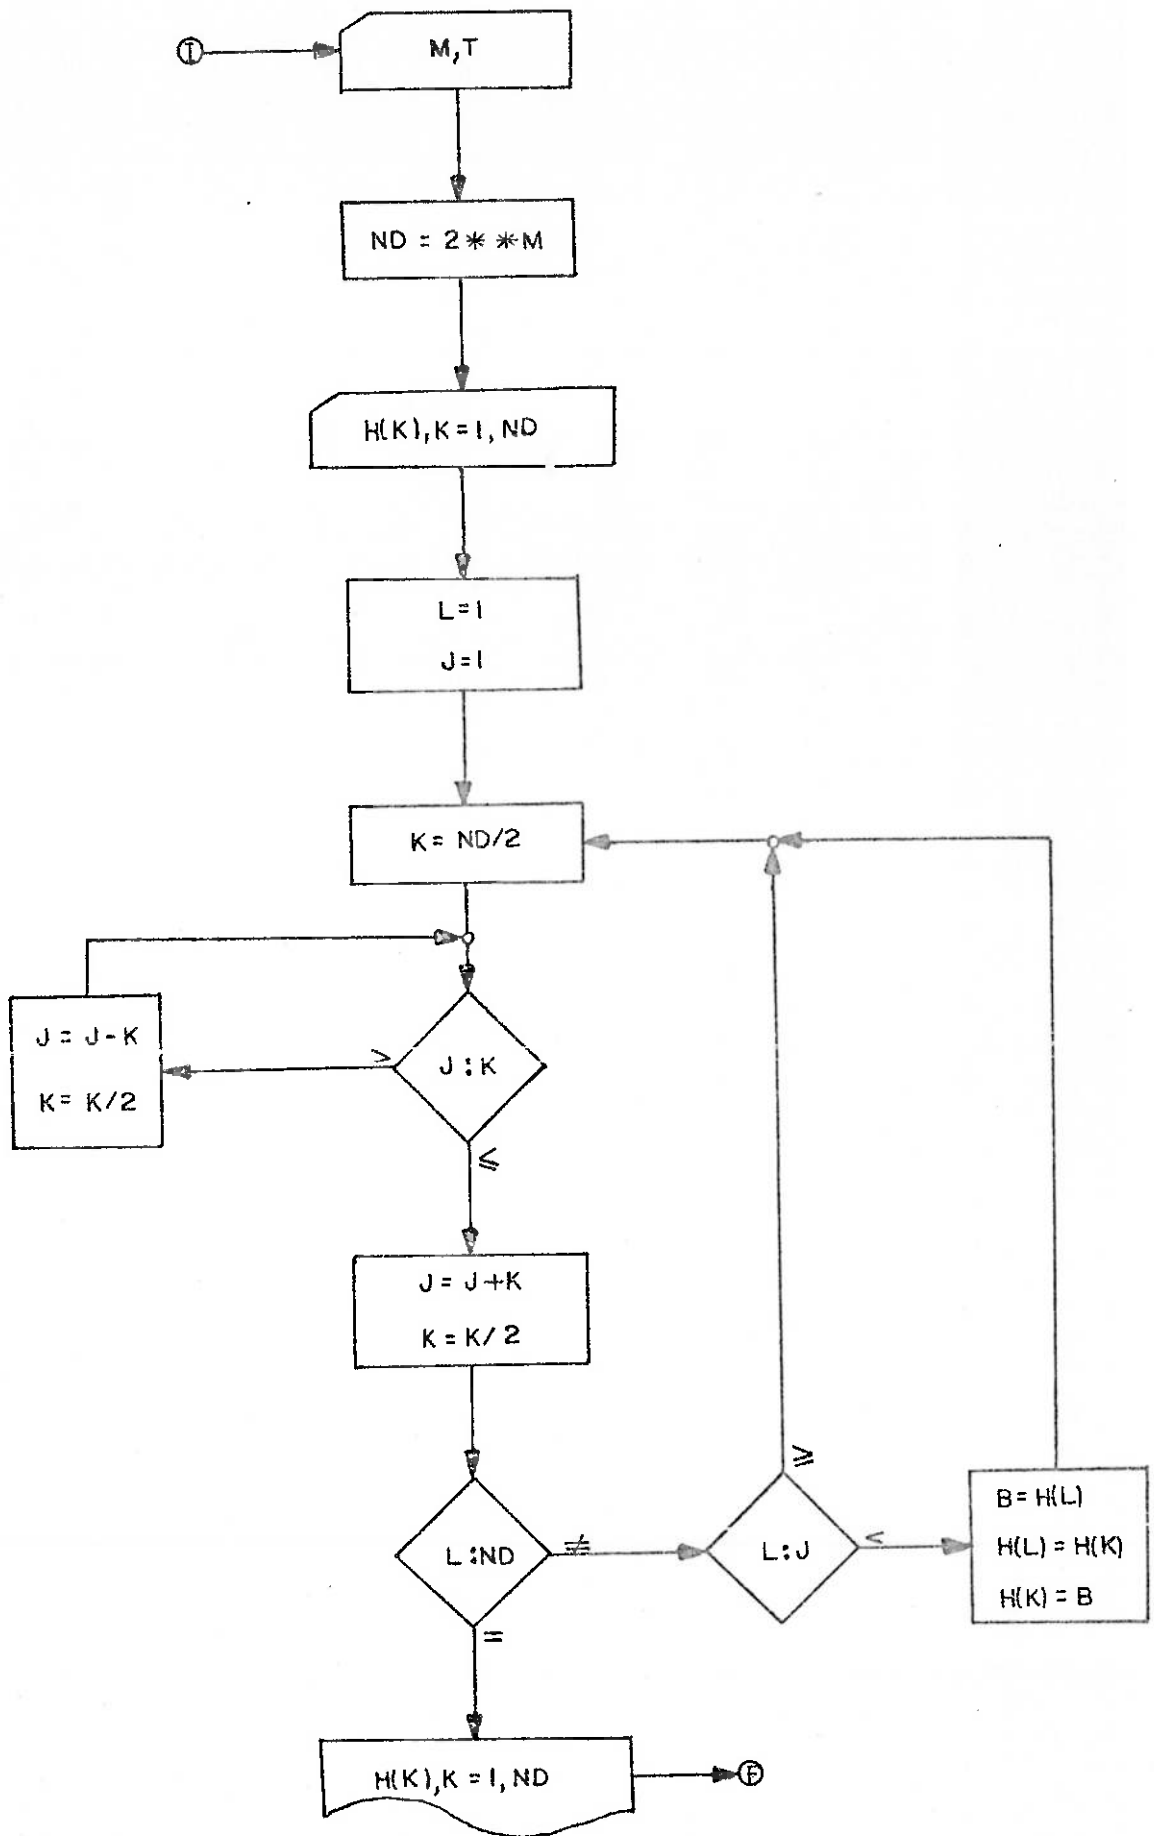 I
M,T
ND = 2* *M
H(K), K = 1, ND
L=1
J=1
K= ND/2
J = J-K
K= K/2
>
J : K
≤
J = J+K
K = K/2
L:ND
≠
=
L:J
≥
<
B=H(L)
H(L) = H(K)
H(K) = B
H(K), K = 1, ND
F